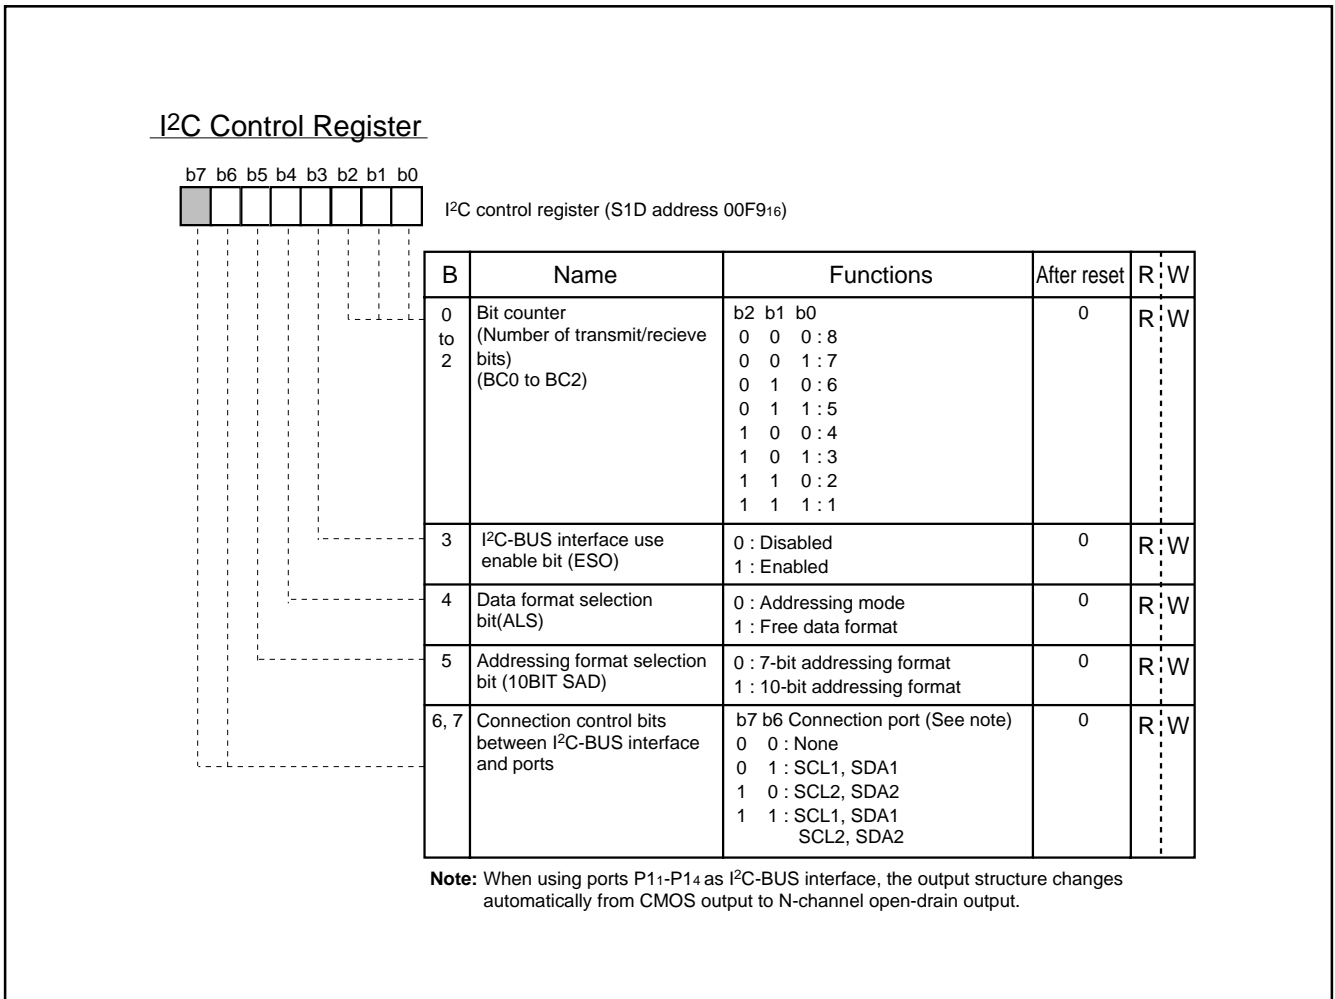 I2C Control Register
b7 b6 b5 b4 b3 b2 b1 b0
I2C control register (S1D address 00F916)
B Name Functions After reset R W
0 to 2 Bit counter (Number of transmit/recieve bits) (BC0 to BC2) b2 b1 b0 0 R W
0 0 0 : 8
0 0 1 : 7
0 1 0 : 6
0 1 1 : 5
1 0 0 : 4
1 0 1 : 3
1 1 0 : 2
1 1 1 : 1
3 I2C-BUS interface use enable bit (ESO) 0 : Disabled 0 R W
1 : Enabled
4 Data format selection bit(ALS) 0 : Addressing mode 0 R W
1 : Free data format
5 Addressing format selection bit (10BIT SAD) 0 : 7-bit addressing format 0 R W
1 : 10-bit addressing format
6, 7 Connection control bits between I2C-BUS interface and ports b7 b6 Connection port (See note) 0 R W
0 0 : None
0 1 : SCL1, SDA1
1 0 : SCL2, SDA2
1 1 : SCL1, SDA1
SCL2, SDA2
Note: When using ports P11-P14 as I2C-BUS interface, the output structure changes
automatically from CMOS output to N-channel open-drain output.